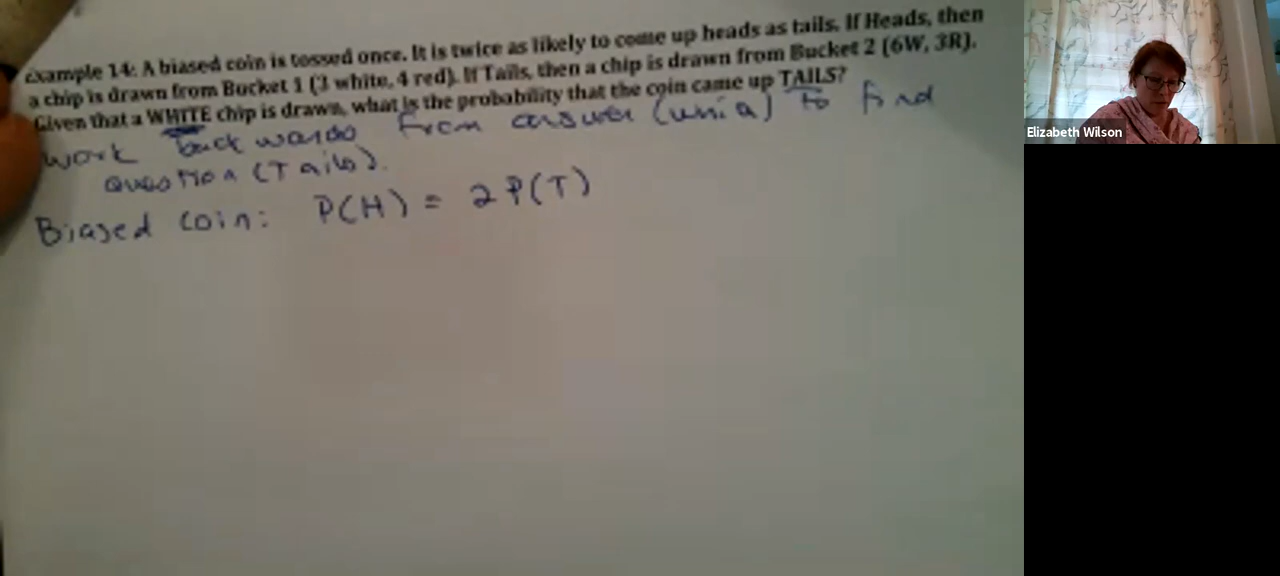 Example 14: A biased coin is tossed once. It is twice as likely to come up heads as tails. If Heads, then
a chip is drawn from Bucket 1 (3 white, 4 red). If Tails, then a chip is drawn from Bucket 2 (6W, 3R).
Given that a WHITE chip is drawn, what is the probability that the coin came up TAILS?
Work backwards from answer to find
question (Tails).
Biased coin: P(H) = 2P(T)
Elizabeth Wilson